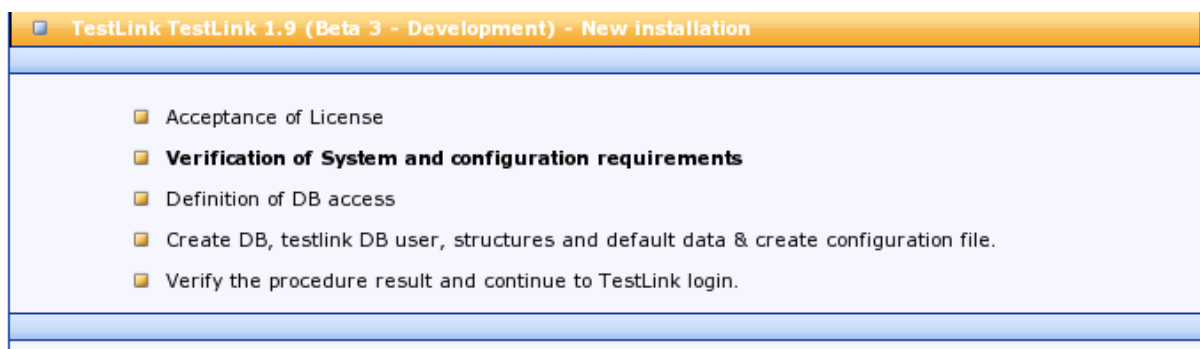 TestLink TestLink 1.9 (Beta 3 - Development) - New installation
Acceptance of License
Verification of System and configuration requirements
Definition of DB access
Create DB, testlink DB user, structures and default data & create configuration file.
Verify the procedure result and continue to TestLink login.